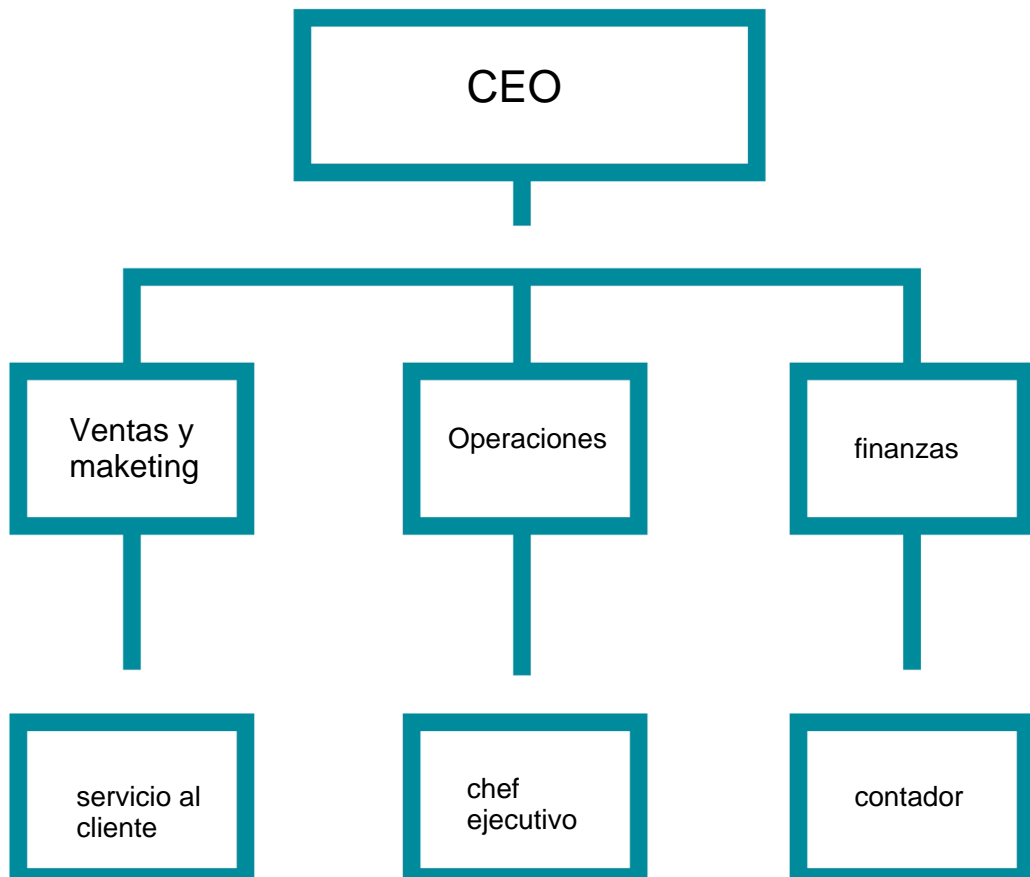 CEO
Ventas y
maketing
Operaciones
finanzas
servicio al
cliente
chef
ejecutivo
contador